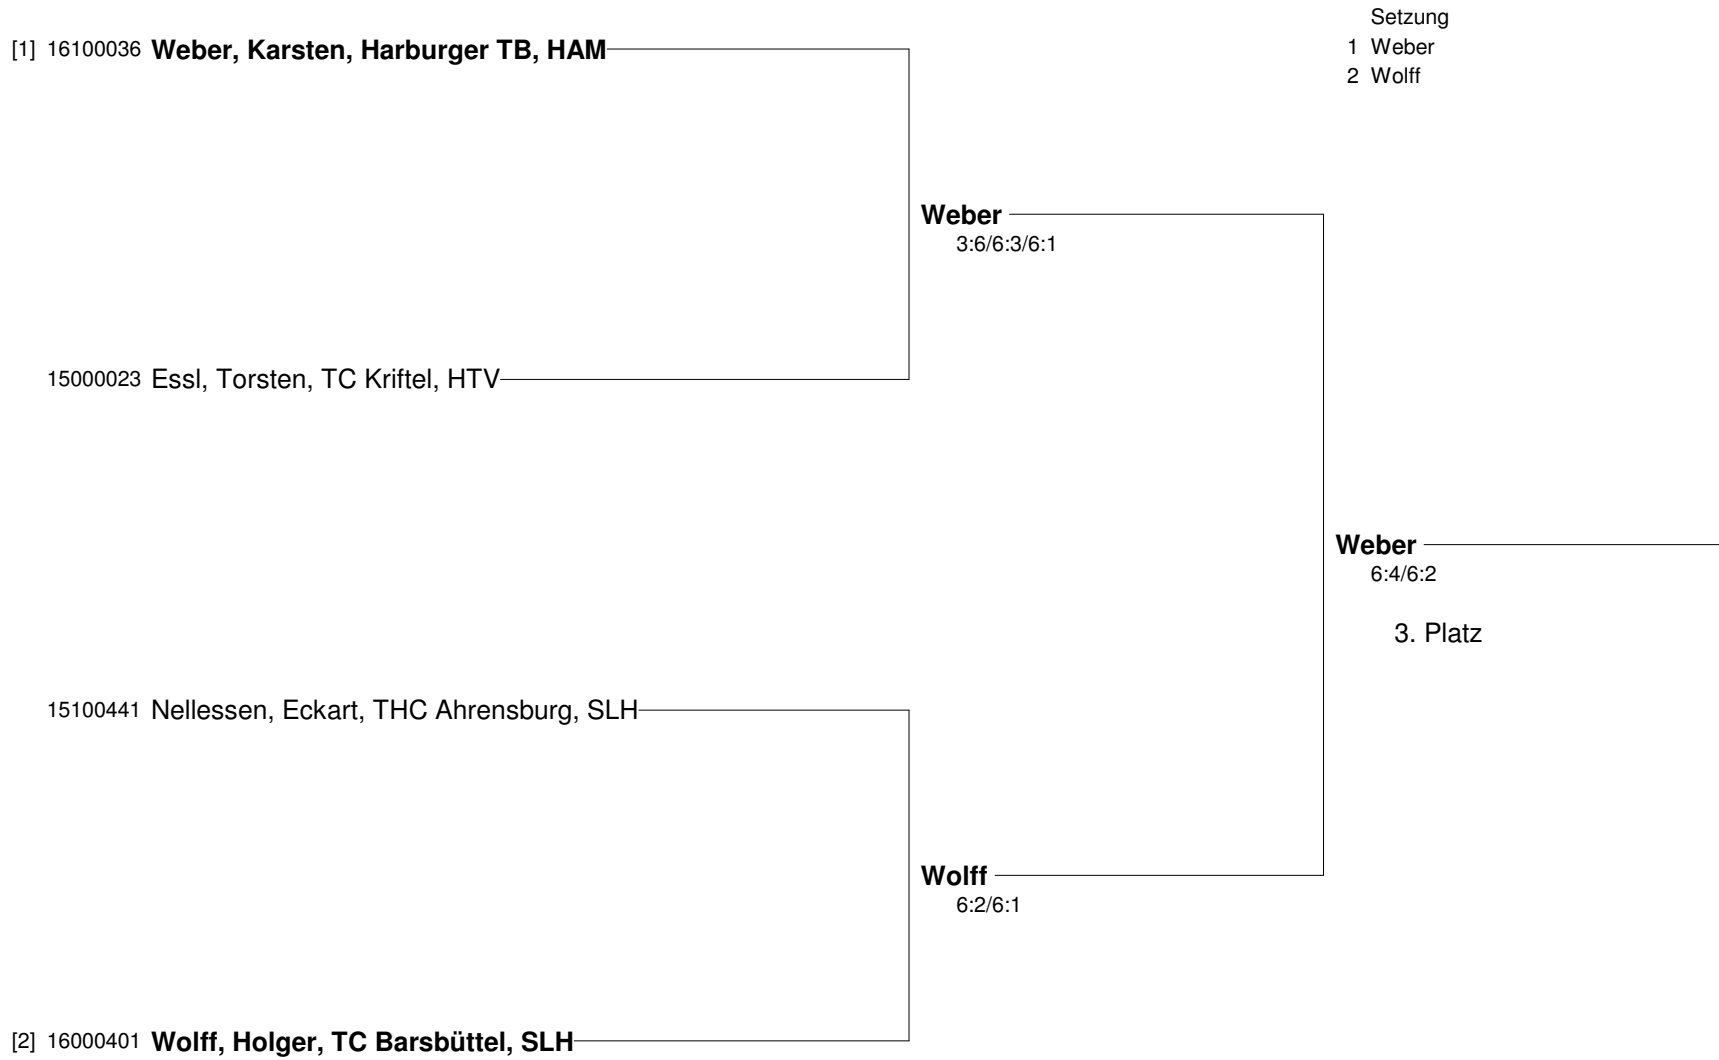 Setzung
1 Weber
2 Wolff
[1] 16100036 Weber, Karsten, Harburger TB, HAM
Weber
3:6/6:3/6:1
15000023 Essl, Torsten, TC Kriftel, HTV
Weber
6:4/6:2
3. Platz
15100441 Nellessen, Eckart, THC Ahrensburg, SLH
Wolff
6:2/6:1
[2] 16000401 Wolff, Holger, TC Barsbüttel, SLH